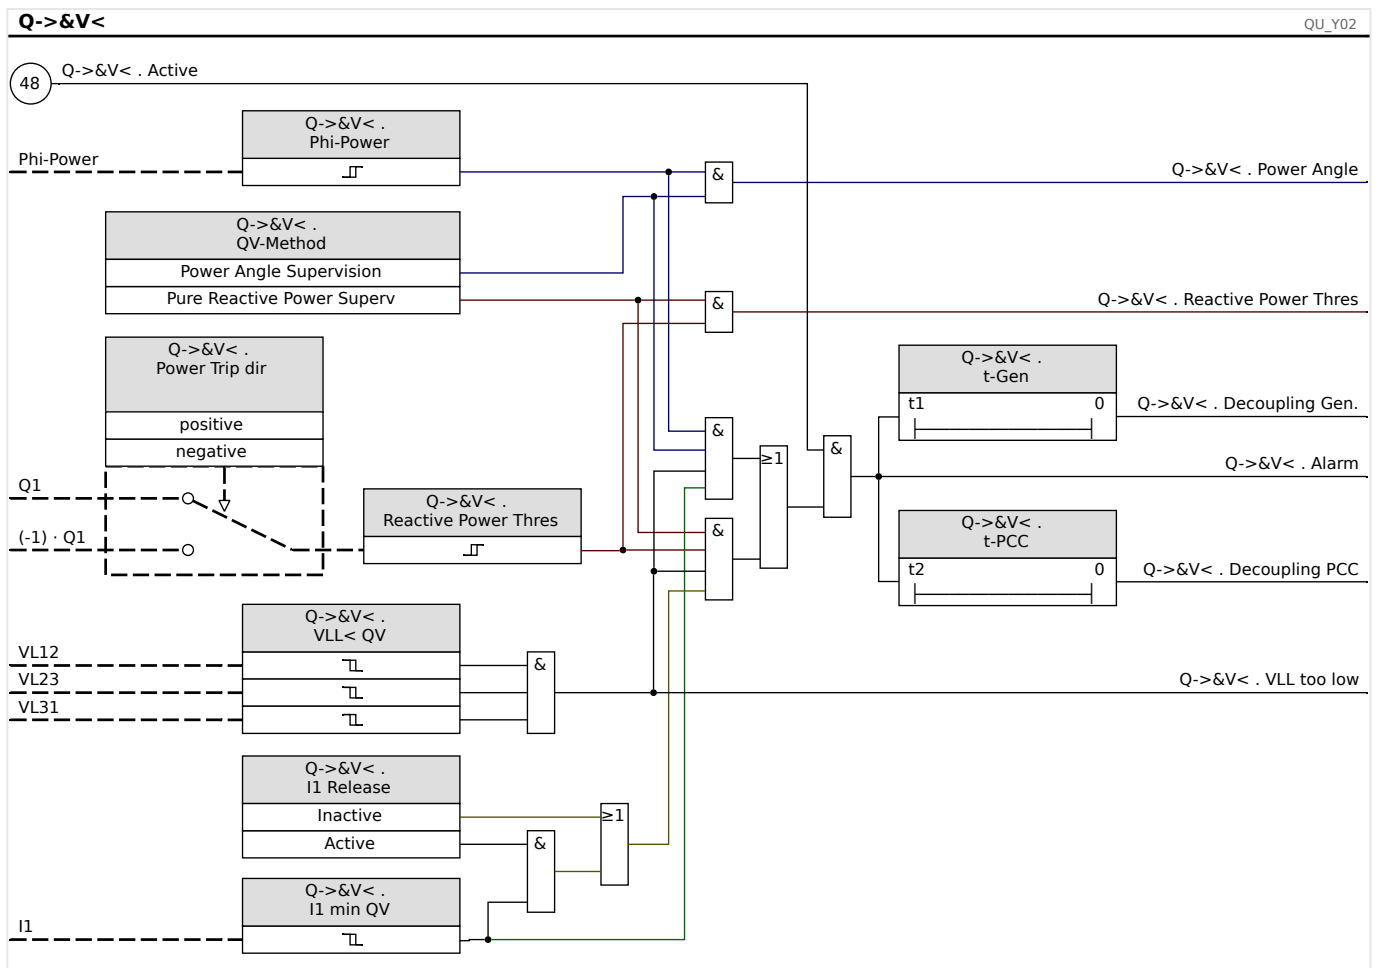 Q->&V<
QU_Y02
48
Q->&V< . Active
Q->&V< .
Phi-Power
Phi-Power
&
Q->&V< . Power Angle
Q->&V< .
QV-Method
Power Angle Supervision
Pure Reactive Power Superv
&
Q->&V< . Reactive Power Thres
Q->&V< .
Power Trip dir
positive
negative
Q->&V< .
t-Gen
t1 0
Q->&V< . Decoupling Gen.
&
≥1
&
Q->&V< . Alarm
Q1
(-1) · Q1
Q->&V< .
Reactive Power Thres
&
Q->&V< .
t-PCC
t2 0
Q->&V< . Decoupling PCC
Q->&V< .
VLL< QV
VL12
VL23
VL31
&
Q->&V< . VLL too low
Q->&V< .
I1 Release
Inactive
Active
≥1
&
Q->&V< .
I1 min QV
I1